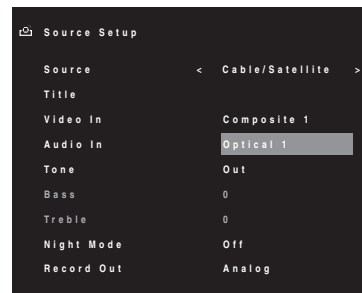 Source Setup
Source < Cable/Satellite >
Title
Video In Composite 1
Audio In Optical 1
Tone Out
Bass 0
Treble 0
Night Mode Off
Record Out Analog